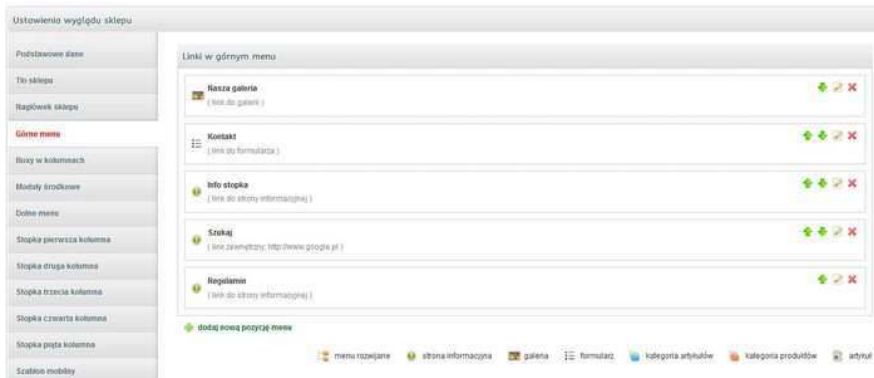 Ustawienia wyglądu sklepu
Podstawowe dane
Tło sklepu
Nagłówek sklepu
Górne menu
Boxy w kolumnach
Moduły środkowe
Dolne menu
Stopka pierwsza kolumna
Stopka druga kolumna
Stopka trzecia kolumna
Stopka czwarta kolumna
Stopka piąta kolumna
Szablon mobilny
Linki w górnym menu
Nasza galeria
( link do galerii )
Kontakt
( link do formularza )
Info stopka
( link do strony informacyjnej )
Szukaj
( link zewnętrzny: http://www.google.pl )
Regulamin
( link do strony informacyjnej )
dodaj nową pozycję menu
menu rozwijane strona informacyjna galeria formularz kategoria artykułów kategoria produktów artykuł